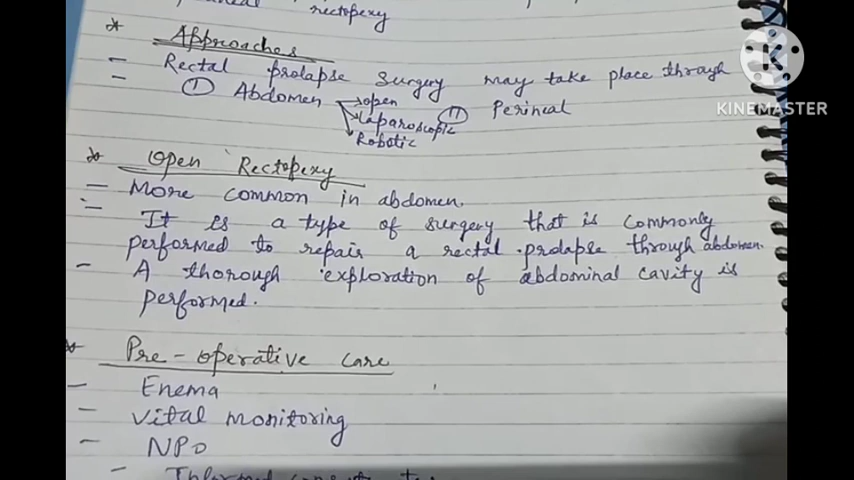 rectopexy
* Approaches
- Rectal prolapse surgery may take place through
- ① Abdomen → open ⑪ Perineal
→ Laparoscopic
→ Robotic
* Open Rectopexy
- More common in abdomen.
- It is a type of surgery that is commonly
performed to repair a rectal prolapse through abdomen.
- A thorough exploration of abdominal cavity is
performed.
* Pre-operative care
- Enema
- Vital monitoring
- NPO
KINEMASTER